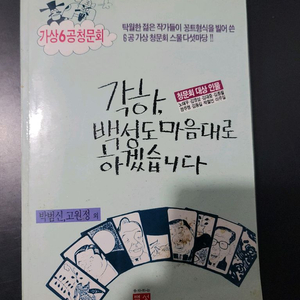 가상6공청문회
탁월한 젊은 작가들이 꽁트형식을 빌어 쓴
6공 가상 청문회 스물 다섯마당 !!
각하,
청문회 대상 인물
백성도 마음대로
하겠습니다
박범신, 고원정 외